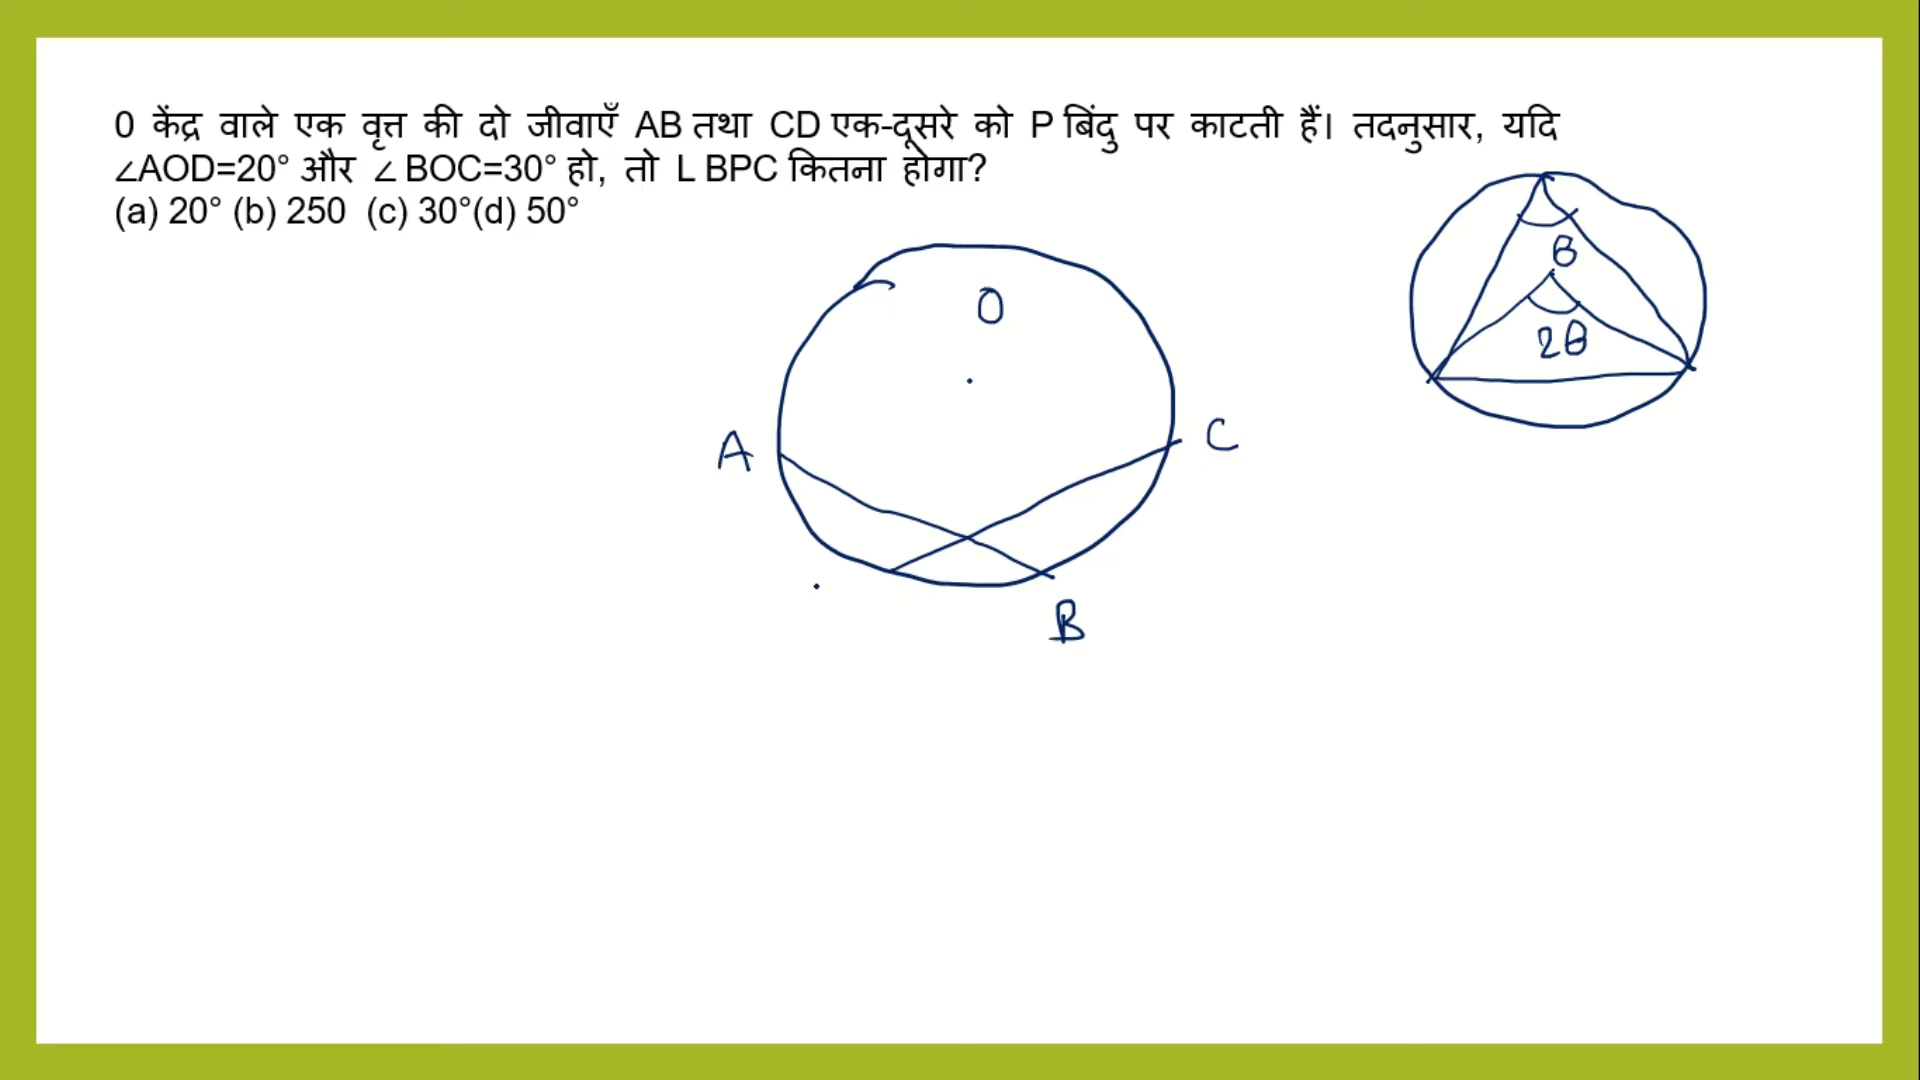 0 केंद्र वाले एक वृत्त की दो जीवाएँ AB तथा CD एक-दूसरे को P बिंदु पर काटती हैं। तदनुसार, यदि
∠AOD=20° और ∠BOC=30° हो, तो L BPC कितना होगा?
(a) 20° (b) 250 (c) 30°(d) 50°
O
θ
2θ
A
C
B